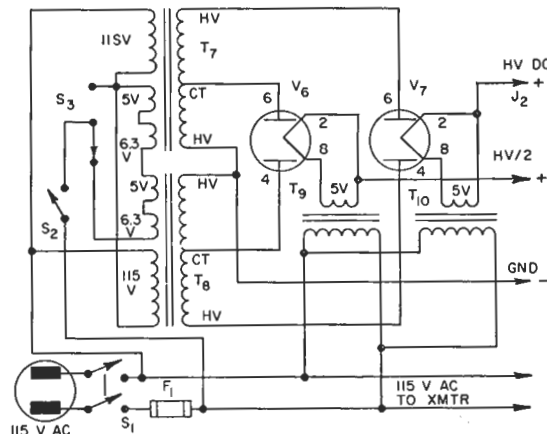 HV
HV DC
115V
T7
V6
V7
+
J2
6
6
S3
5V
CT
2
2
6.3
V
HV
8
8
HV/2
5V
HV
4
4
+
T9
5V
T10
5V
6.3
V
S2
115
V
CT
T8
GND
−
HV
F1
115 V AC
TO XMTR
S1
115 V AC